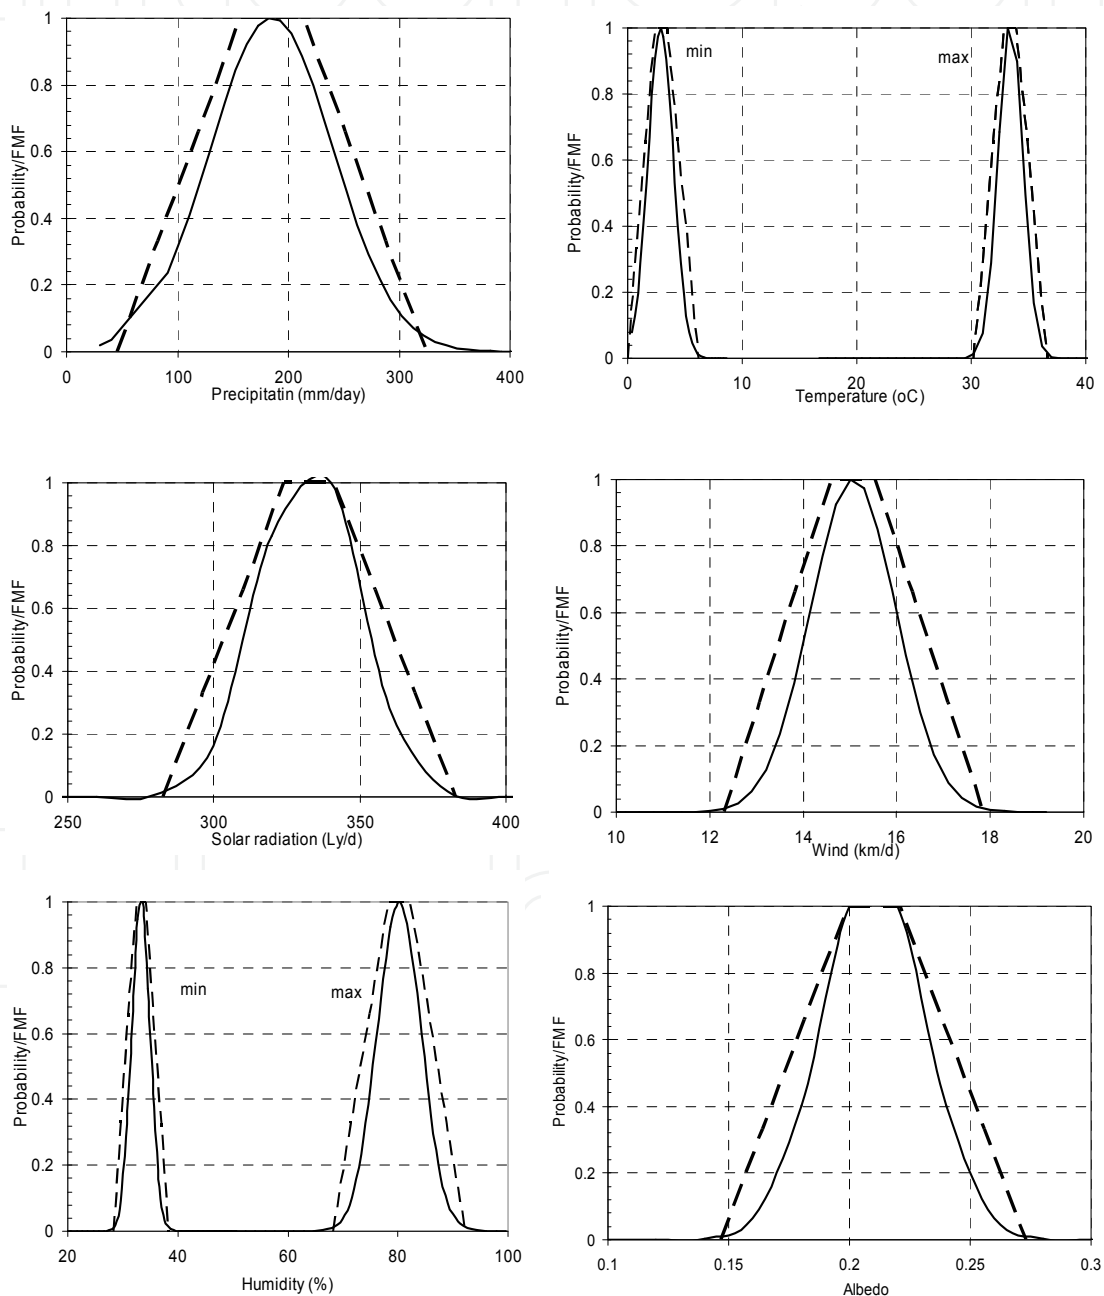 1
0.8
0.6
0.4
0.2
0
Probability/FMF
0 100 200 300 400
Precipitatin (mm/day)
1
0.8
0.6
0.4
0.2
0
Probability/FMF
min
max
0 10 20 30 40
Temperature (oC)
1
0.8
0.6
0.4
0.2
0
Probability/FMF
250 300 350 400
Solar radiation (Ly/d)
1
0.8
0.6
0.4
0.2
0
Probability/FMF
10 12 14 16 18 20
Wind (km/d)
1
0.8
0.6
0.4
0.2
0
Probability/FMF
min
max
20 40 60 80 100
Humidity (%)
1
0.8
0.6
0.4
0.2
0
Probability/FMF
0.1 0.15 0.2 0.25 0.3
Albedo